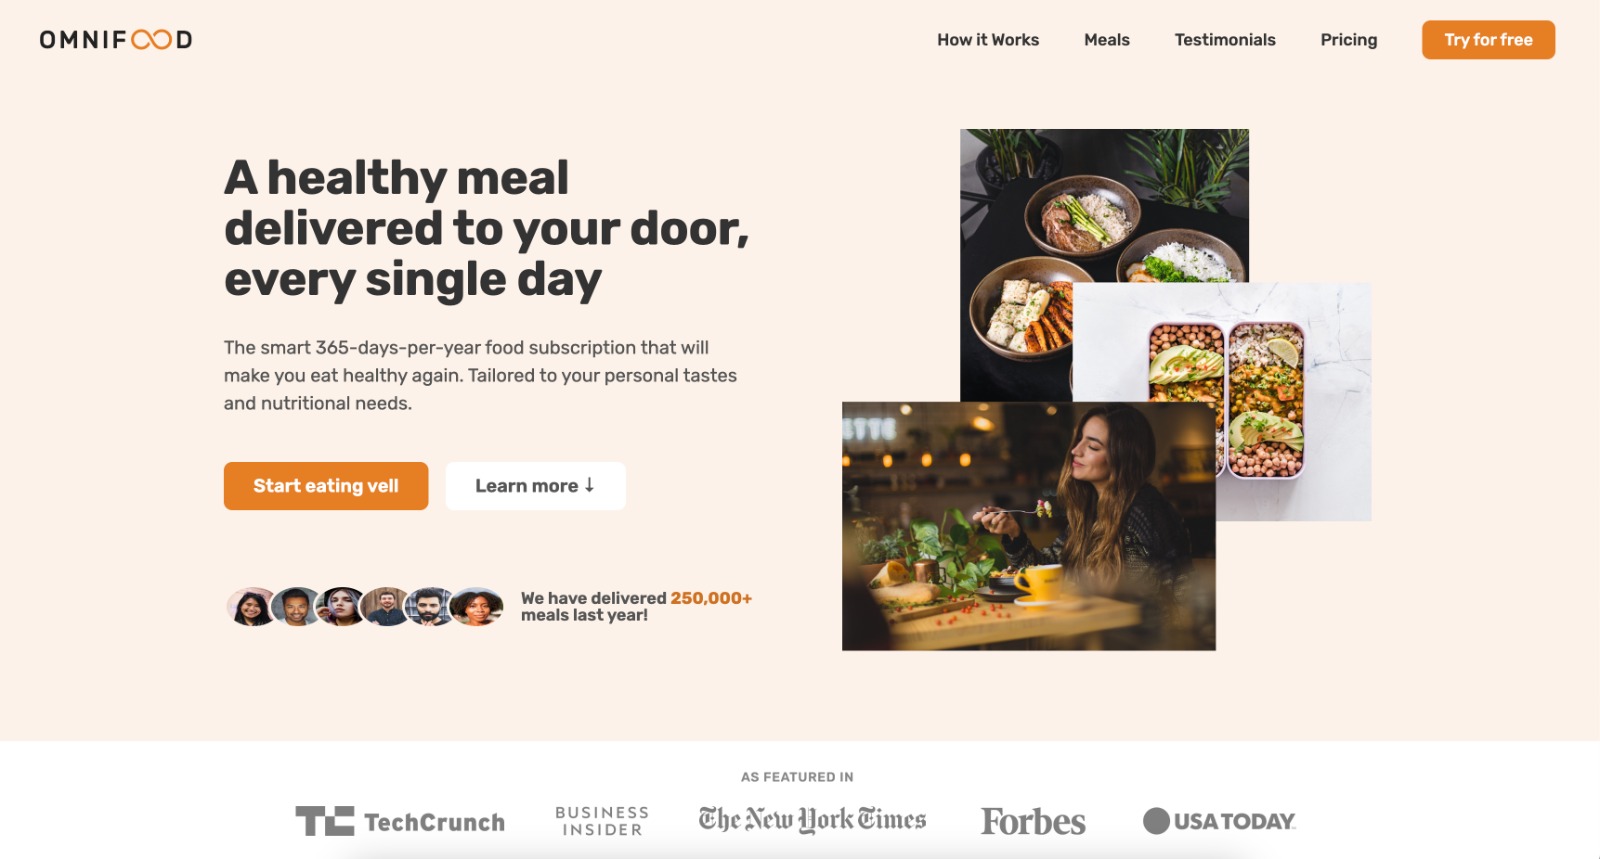 OMNIFOOD
How it Works
Meals
Testimonials
Pricing
Try for free
A healthy meal
delivered to your door,
every single day
The smart 365-days-per-year food subscription that will
make you eat healthy again. Tailored to your personal tastes
and nutritional needs.
Start eating vell
Learn more ↓
We have delivered 250,000+
meals last year!
AS FEATURED IN
TechCrunch
BUSINESS
INSIDER
The New York Times
Forbes
USA TODAY